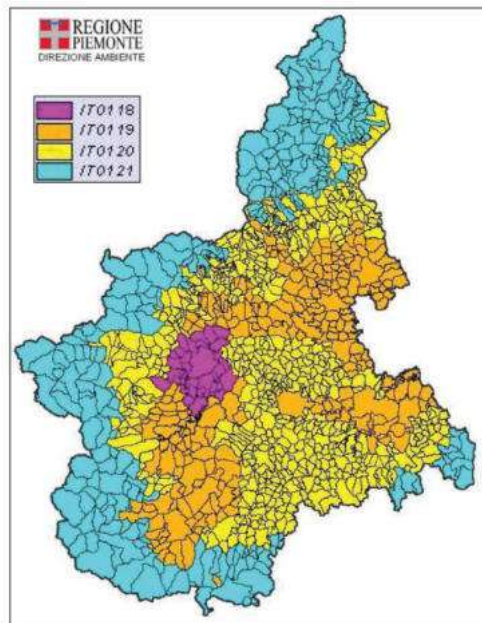 REGIONE
PIEMONTE
DIREZIONE AMBIENTE
IT0118
IT0119
IT0120
IT0121